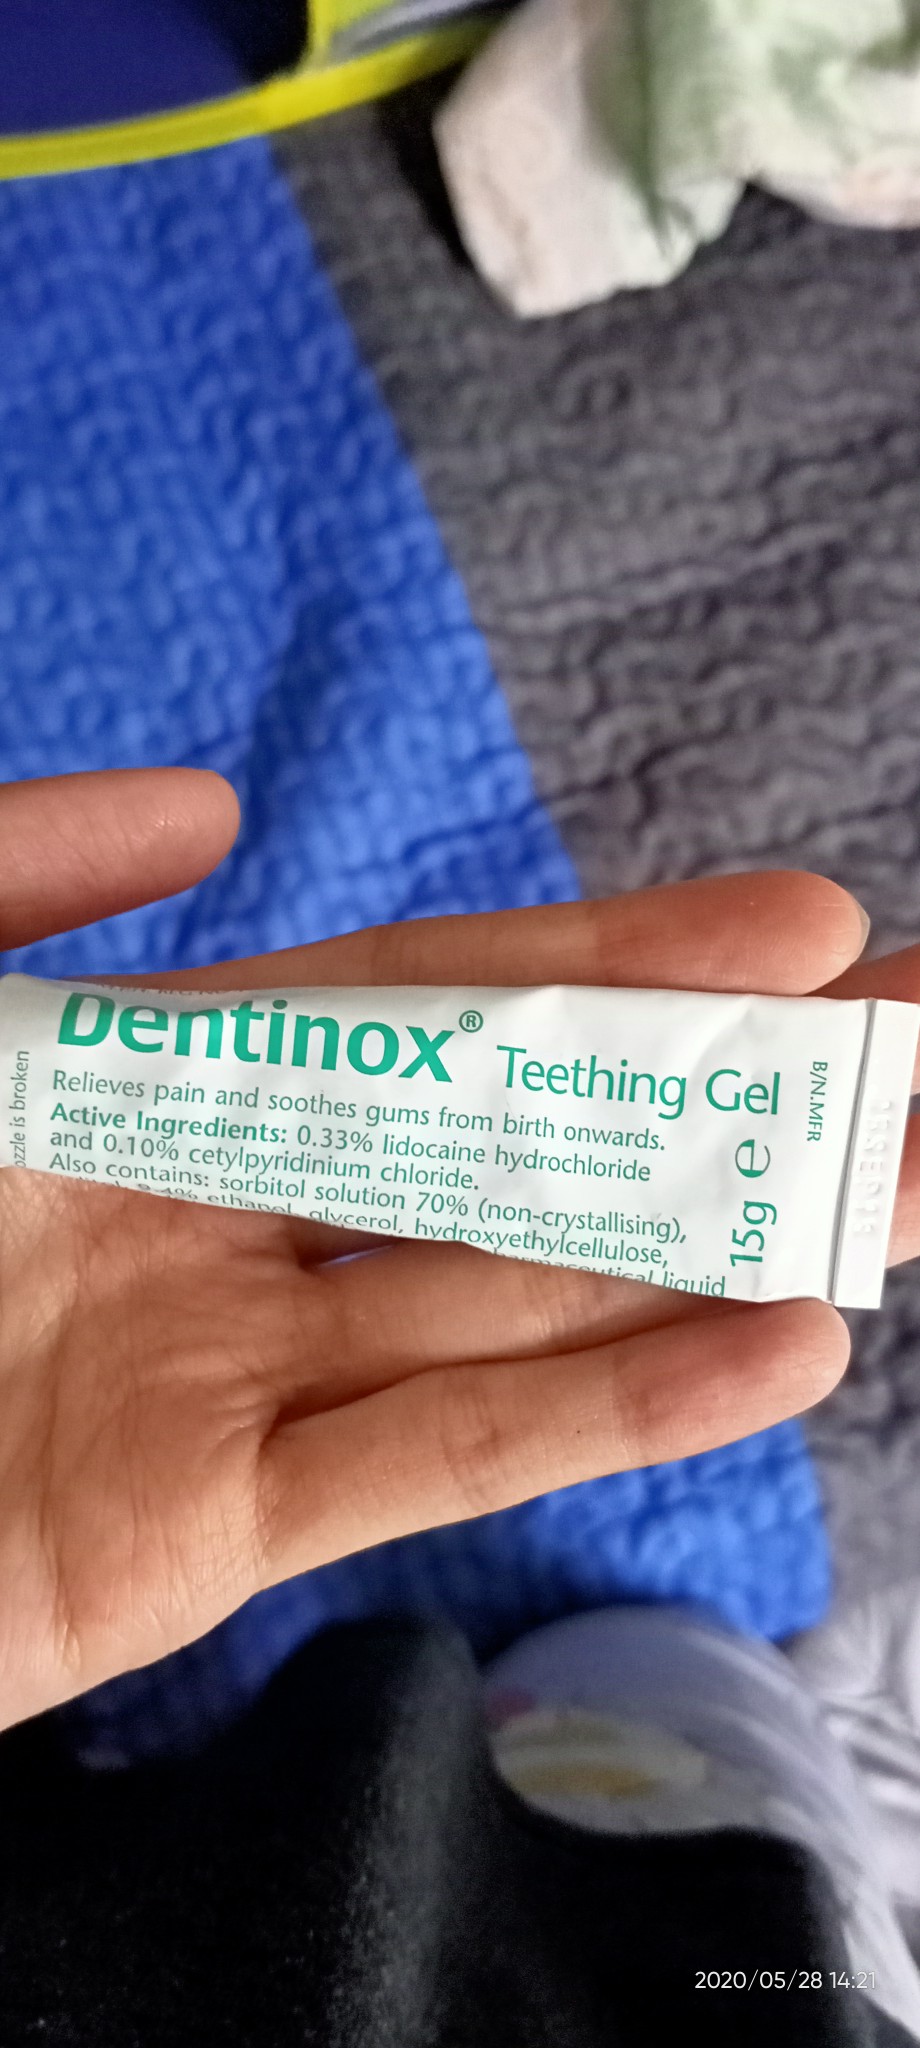 Dentinox® Teething Gel
Relieves pain and soothes gums from birth onwards.
Active Ingredients: 0.33% lidocaine hydrochloride
and 0.10% cetylpyridinium chloride.
Also contains: sorbitol solution 70% (non-crystallising),
ethanol, glycerol, hydroxyethylcellulose,
liquid
15g e
B/N.MFR
is broken
2020/05/28 14:21